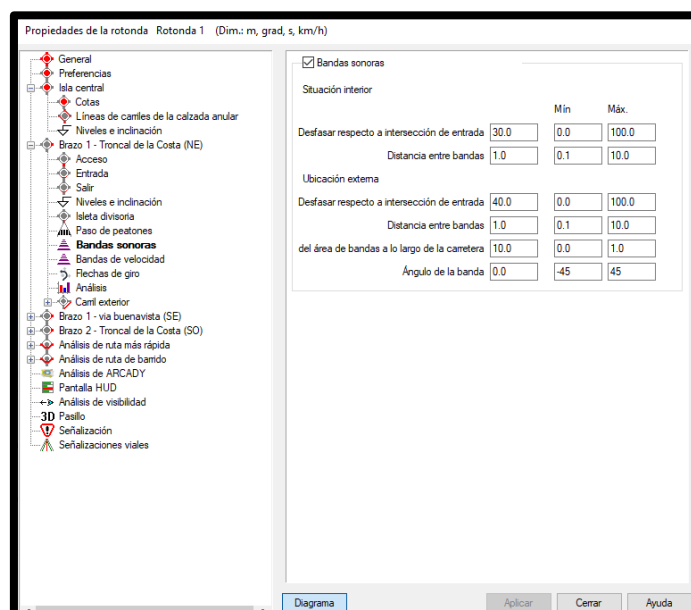 Propiedades de la rotonda Rotonda 1 (Dim.: m, grad, s, km/h)
General
Preferencias
Isla central
Cotas
Líneas de carriles de la calzada anular
Niveles e inclinación
Brazo 1 - Troncal de la Costa (NE)
Acceso
Entrada
Salir
Niveles e inclinación
Isleta divisoria
Paso de peatones
Bandas sonoras
Bandas de velocidad
Flechas de giro
Análisis
Carril exterior
Brazo 1 - via buenavista (SE)
Brazo 2 - Troncal de la Costa (SO)
Análisis de ruta más rápida
Análisis de ruta de barrido
Análisis de ARCADY
Pantalla HUD
Análisis de visibilidad
3D Pasillo
Señalización
Señalizaciones viales
Bandas sonoras
Situación interior
Mín Máx.
Desfasar respecto a intersección de entrada 30.0 0.0 100.0
Distancia entre bandas 1.0 0.1 10.0
Ubicación externa
Desfasar respecto a intersección de entrada 40.0 0.0 100.0
Distancia entre bandas 1.0 0.1 10.0
del área de bandas a lo largo de la carretera 10.0 0.0 1.0
Ángulo de la banda 0.0 -45 45
Diagrama Aplicar Cerrar Ayuda